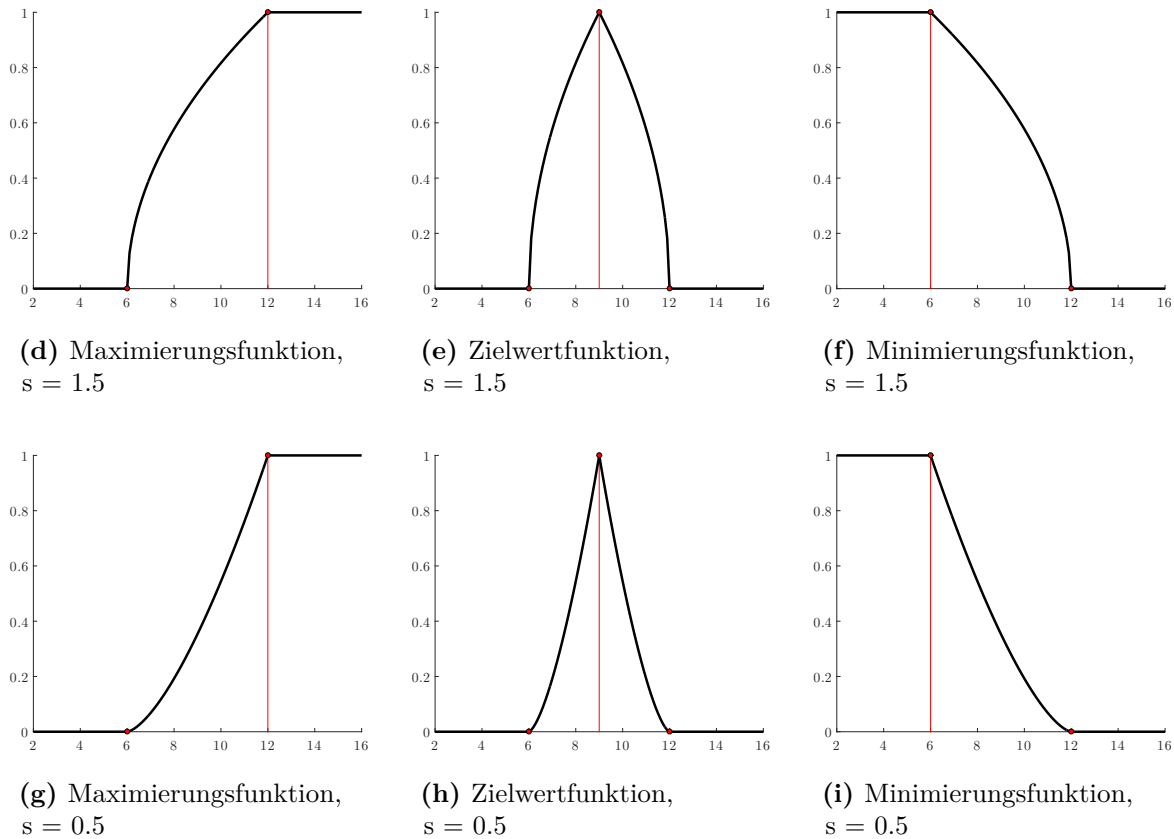 1
0.8
0.6
0.4
0.2
0
2 4 6 8 10 12 14 16
1
0.8
0.6
0.4
0.2
0
2 4 6 8 10 12 14 16
1
0.8
0.6
0.4
0.2
0
2 4 6 8 10 12 14 16
(d) Maximierungsfunktion,
s = 1.5
(e) Zielwertfunktion,
s = 1.5
(f) Minimierungsfunktion,
s = 1.5
1
0.8
0.6
0.4
0.2
0
2 4 6 8 10 12 14 16
1
0.8
0.6
0.4
0.2
0
2 4 6 8 10 12 14 16
1
0.8
0.6
0.4
0.2
0
2 4 6 8 10 12 14 16
(g) Maximierungsfunktion,
s = 0.5
(h) Zielwertfunktion,
s = 0.5
(i) Minimierungsfunktion,
s = 0.5